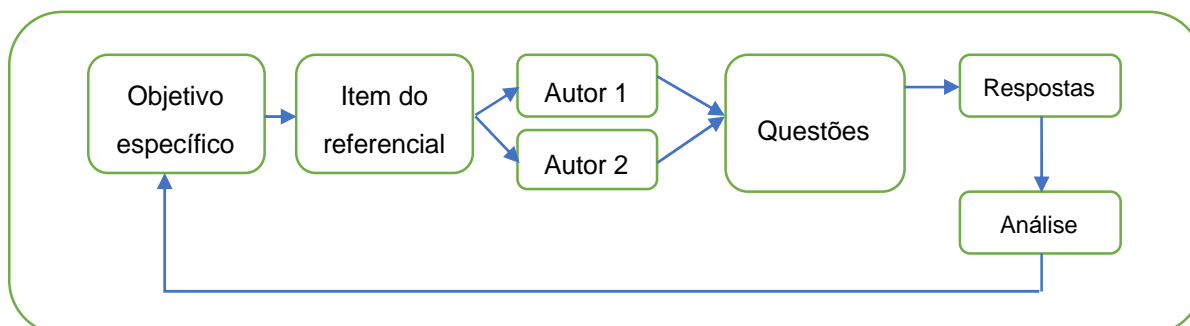 Objetivo
específico
Item do
referencial
Autor 1
Autor 2
Questões
Respostas
Análise